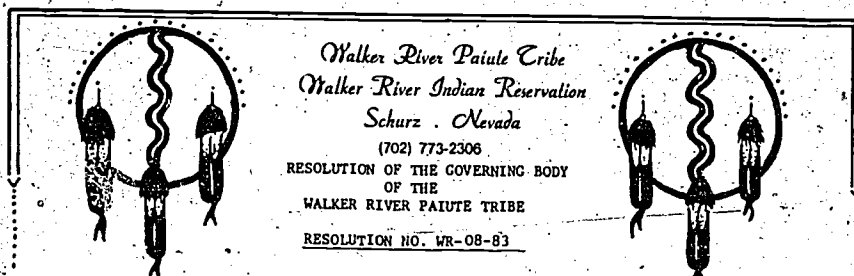 Walker River Paiute Tribe
Walker River Indian Reservation
Schurz . Nevada
(702) 773-2306
RESOLUTION OF THE GOVERNING BODY
OF THE
WALKER RIVER PAIUTE TRIBE
RESOLUTION NO. WR-08-83